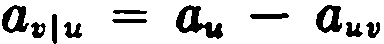 a_{v|u} = a_u − a_{uv}